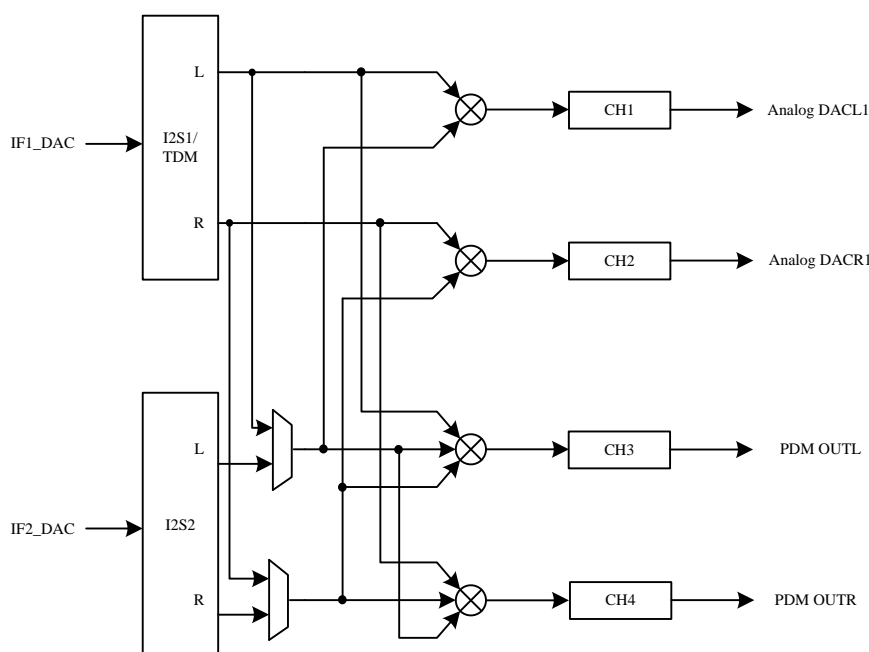 L
IF1_DAC
I2S1/
TDM
R
CH1
Analog DACL1
CH2
Analog DACR1
L
IF2_DAC
I2S2
R
CH3
PDM OUTL
CH4
PDM OUTR